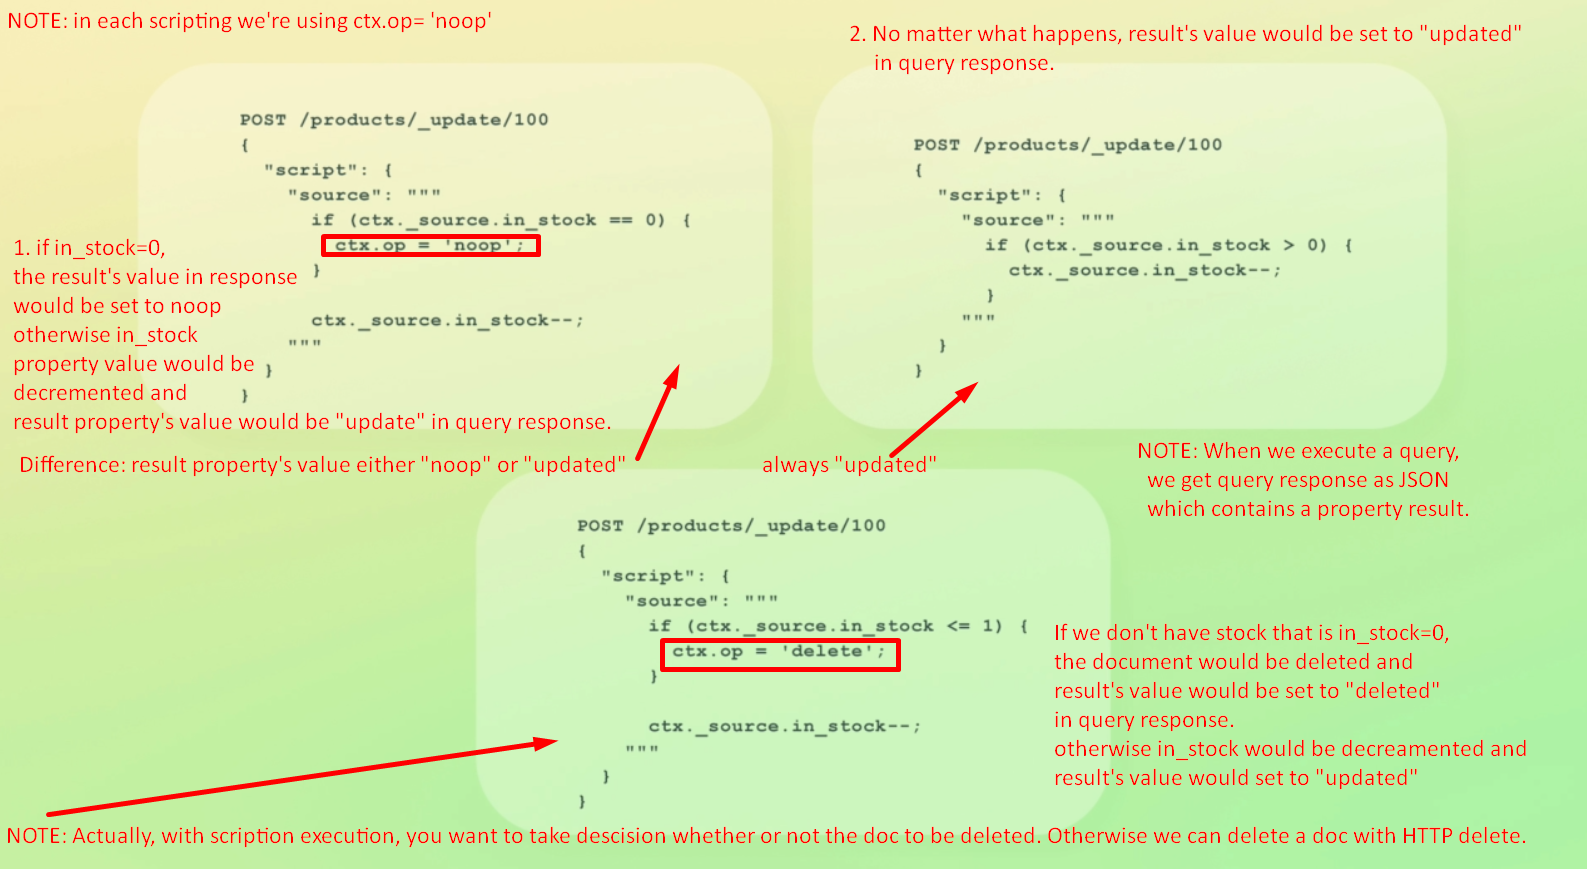 NOTE: in each scripting we're using ctx.op= 'noop'
POST /products/_update/100
{
"script": {
"source": """
if (ctx._source.in_stock == 0) {
ctx.op = 'noop';
}
ctx._source.in_stock--;
"""
}
}
1. if in_stock=0,
the result's value in response
would be set to noop
otherwise in_stock
property value would be
decremented and
result property's value would be "update" in query response.
Difference: result property's value either "noop" or "updated"
2. No matter what happens, result's value would be set to "updated"
in query response.
POST /products/_update/100
{
"script": {
"source": """
if (ctx._source.in_stock > 0) {
ctx._source.in_stock--;
}
"""
}
}
always "updated"
NOTE: When we execute a query,
we get query response as JSON
which contains a property result.
POST /products/_update/100
{
"script": {
"source": """
if (ctx._source.in_stock <= 1) {
ctx.op = 'delete';
}
ctx._source.in_stock--;
"""
}
}
If we don't have stock that is in_stock=0,
the document would be deleted and
result's value would be set to "deleted"
in query response.
otherwise in_stock would be decreamented and
result's value would set to "updated"
NOTE: Actually, with scription execution, you want to take descision whether or not the doc to be deleted. Otherwise we can delete a doc with HTTP delete.